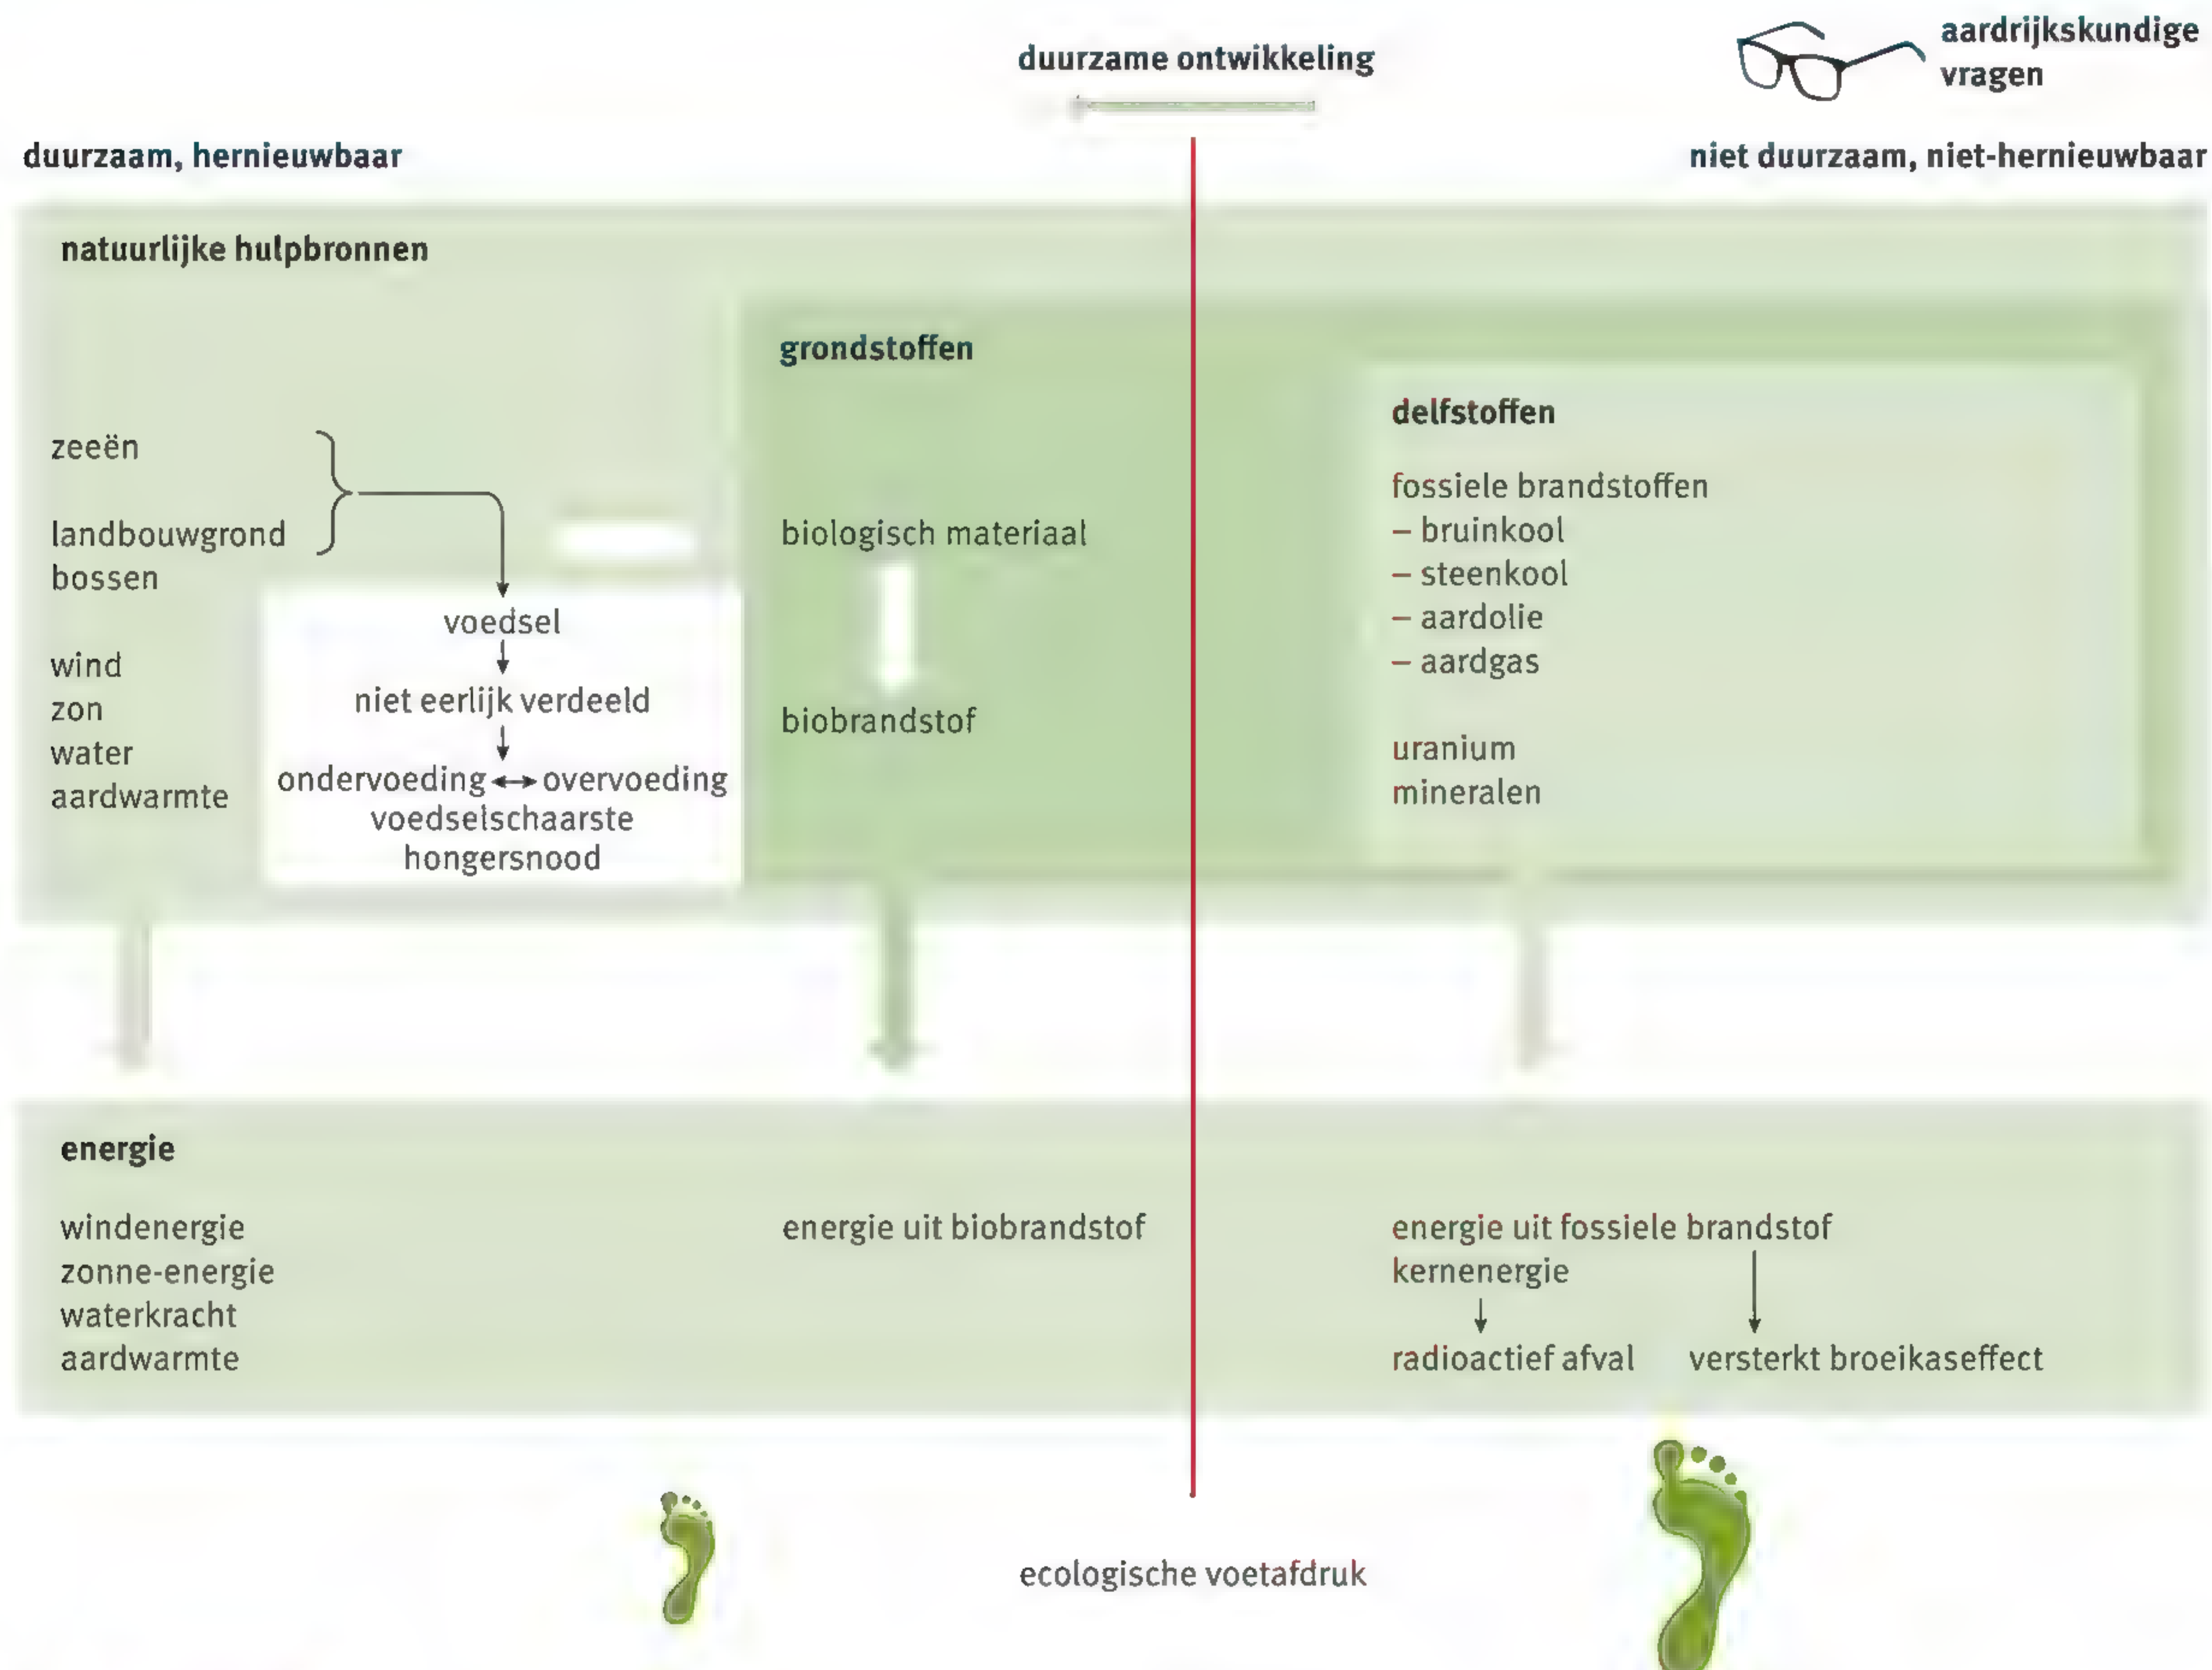 duurzame ontwikkeling
aardrijkskundige
vragen
duurzaam, hernieuwbaar
niet duurzaam, niet-hernieuwbaar
natuurlijke hulpbronnen
zeeën
landbouwgrond
bossen
wind
zon
water
aardwarmte
voedsel
niet eerlijk verdeeld
ondervoeding overvoeding
voedselschaarste
hongersnood
grondstoffen
biologisch materiaal
biobrandstof
delfstoffen
fossiele brandstoffen
– bruinkool
– steenkool
– aardolie
– aardgas
uranium
mineralen
energie
windenergie
zonne-energie
waterkracht
aardwarmte
energie uit biobrandstof
energie uit fossiele brandstof
kernenergie
radioactief afval
versterkt broeikaseffect
ecologische voetafdruk